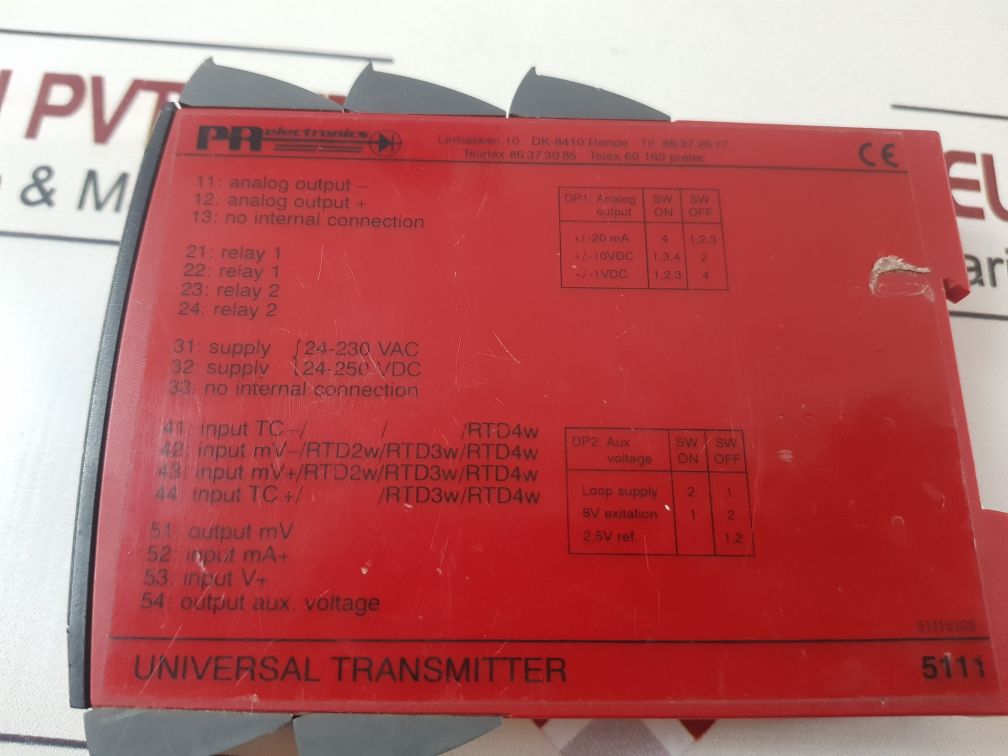 PVT
& M
PR electronics
Lerbakken 10 DK-8410 Rønde Tlf. 86 37 26 77
Telefax 86 37 30 85 Telex 60 160 prelec
CE
11: analog output –
12: analog output +
13: no internal connection
21: relay 1
22: relay 1
23: relay 2
24: relay 2
31: supply {24-230 VAC
32: supply {24-250 VDC
33: no internal connection
41: input TC –/ / /RTD4w
42: input mV–/RTD2w/RTD3w/RTD4w
43: input mV+/RTD2w/RTD3w/RTD4w
44: input TC +/ /RTD3w/RTD4w
51: output mV
52: input mA+
53: input V+
54: output aux. voltage
DP1: Analog output SW ON SW OFF
+/-20 mA 4 1,2,3
+/-10VDC 1,3,4 2
+/-1VDC 1,2,3 4
DP2: Aux voltage SW ON SW OFF
Loop supply 2 1
8V exitation 1 2
2,5V ref. - 1,2
5111S103
UNIVERSAL TRANSMITTER 5111
EU
ari